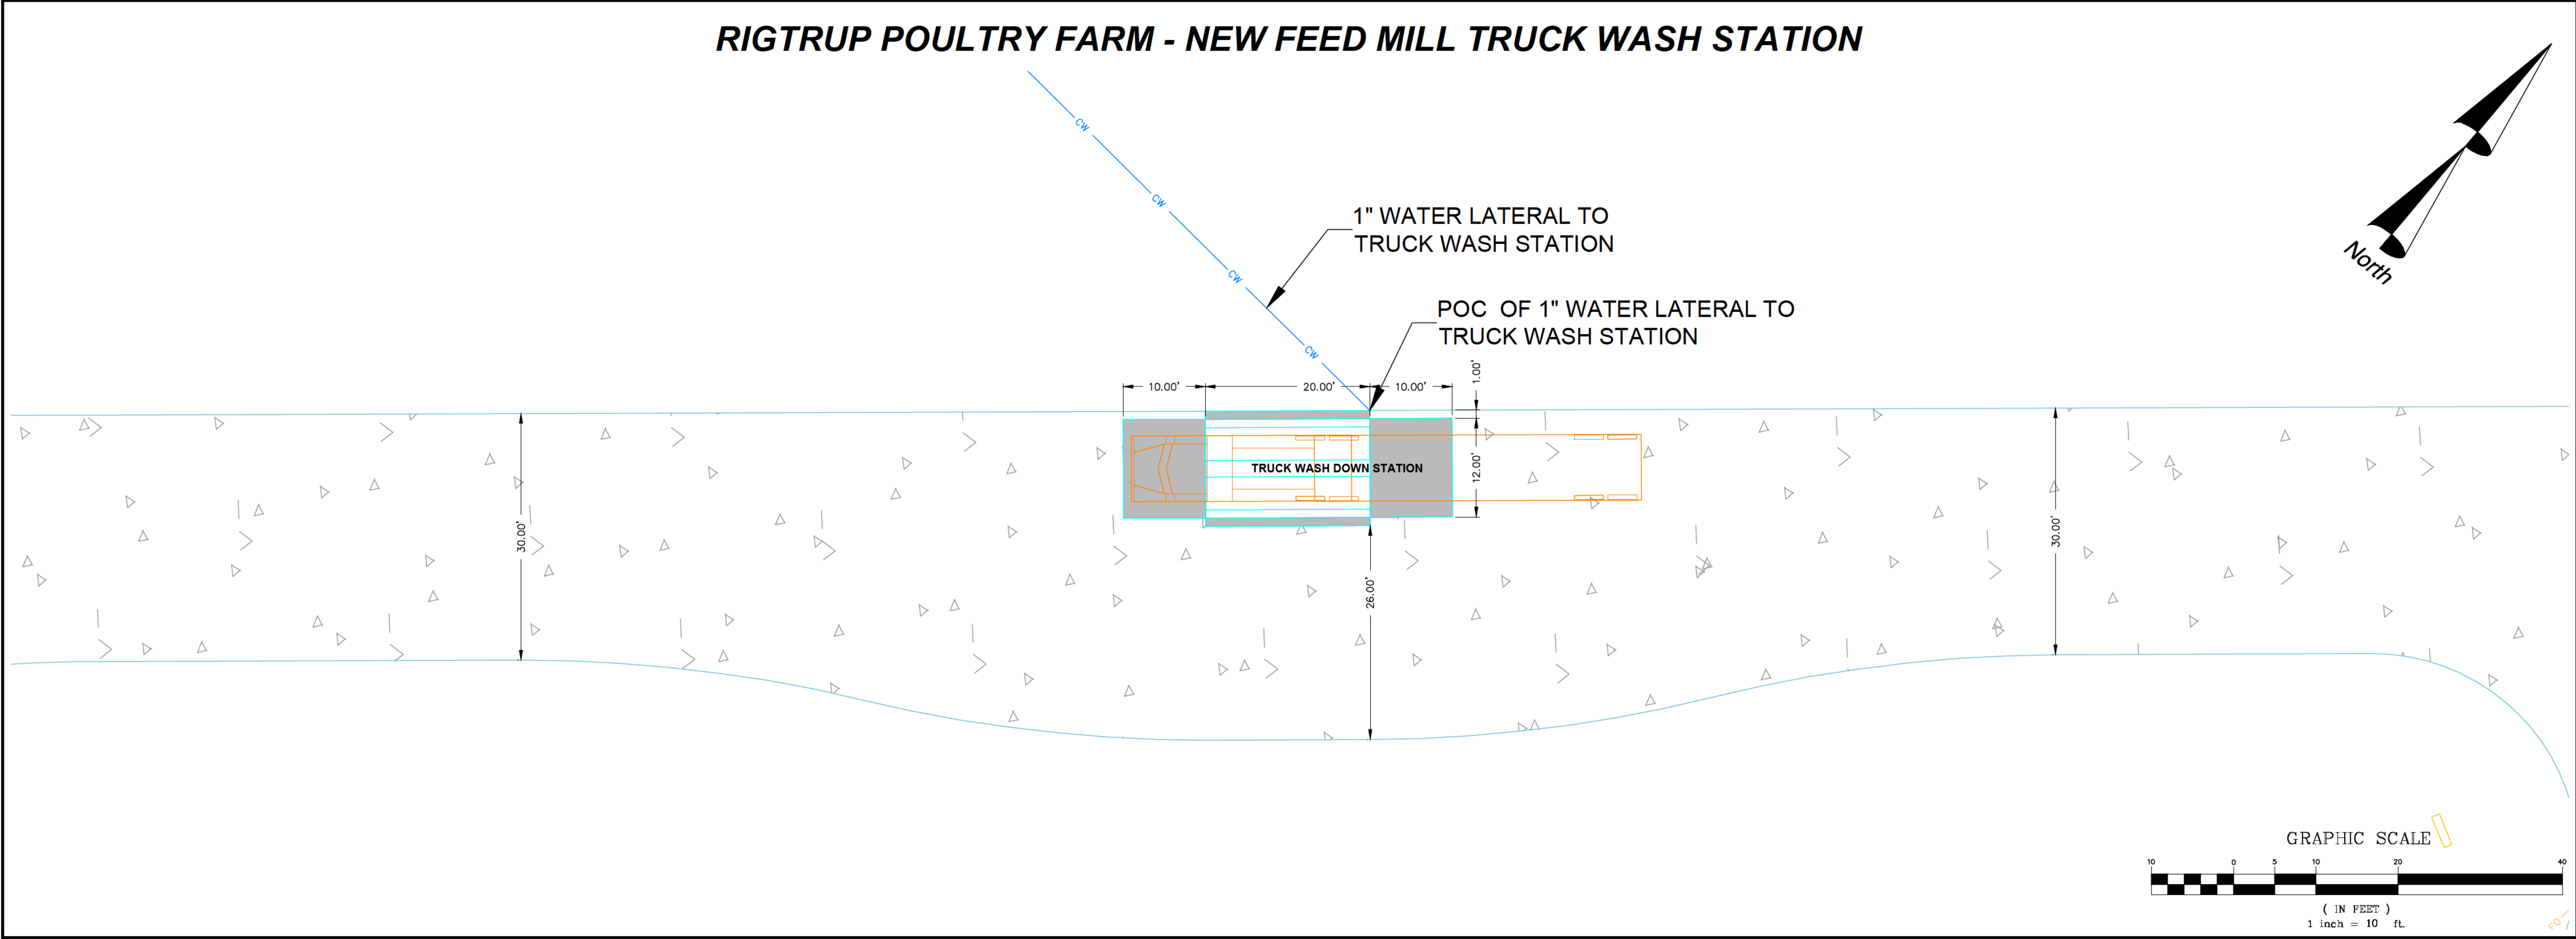 RIGTRUP POULTRY FARM - NEW FEED MILL TRUCK WASH STATION
CW
CW
CW
CW
1" WATER LATERAL TO
TRUCK WASH STATION
North
POC OF 1" WATER LATERAL TO
TRUCK WASH STATION
10.00'
20.00'
10.00'
1.00'
12.00'
TRUCK WASH DOWN STATION
30.00'
30.00'
26.00'
GRAPHIC SCALE
10 0 5 10 20 40
( IN FEET )
1 inch = 10 ft.
FO